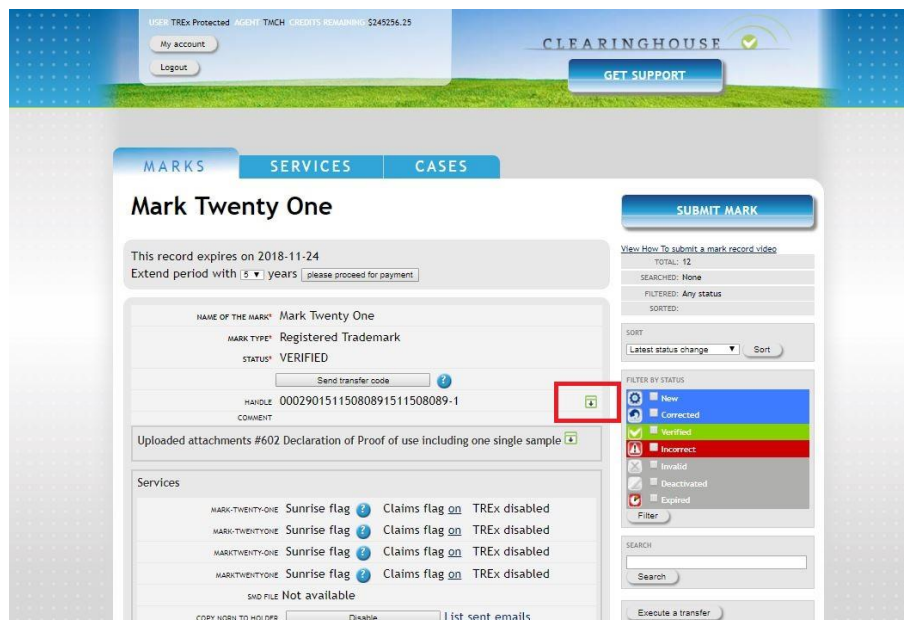 USER TREx Protected AGENT TMCH CREDITS REMAINING $245256.25
My account
Logout
CLEARINGHOUSE
GET SUPPORT
MARKS SERVICES CASES
Mark Twenty One
This record expires on 2018-11-24
Extend period with 5 years please proceed for payment
NAME OF THE MARK* Mark Twenty One
MARK TYPE* Registered Trademark
STATUS* VERIFIED
Send transfer code ?
HANDLE 00029015115080891511508089-1
COMMENT
Uploaded attachments #602 Declaration of Proof of use including one single sample
Services
MARK-TWENTY-ONE Sunrise flag ? Claims flag on TREx disabled
MARK-TWENTYONE Sunrise flag ? Claims flag on TREx disabled
MARKTWENTY-ONE Sunrise flag ? Claims flag on TREx disabled
MARKTWENTYONE Sunrise flag ? Claims flag on TREx disabled
SMD FILE Not available
COPY NORN TO HOLDER Disable List sent emails
SUBMIT MARK
View How To submit a mark record video
TOTAL: 12
SEARCHED: None
FILTERED: Any status
SORTED:
SORT
Latest status change Sort
FILTER BY STATUS
New
Corrected
Verified
Incorrect
Invalid
Deactivated
Expired
Filter
SEARCH
Search
Execute a transfer